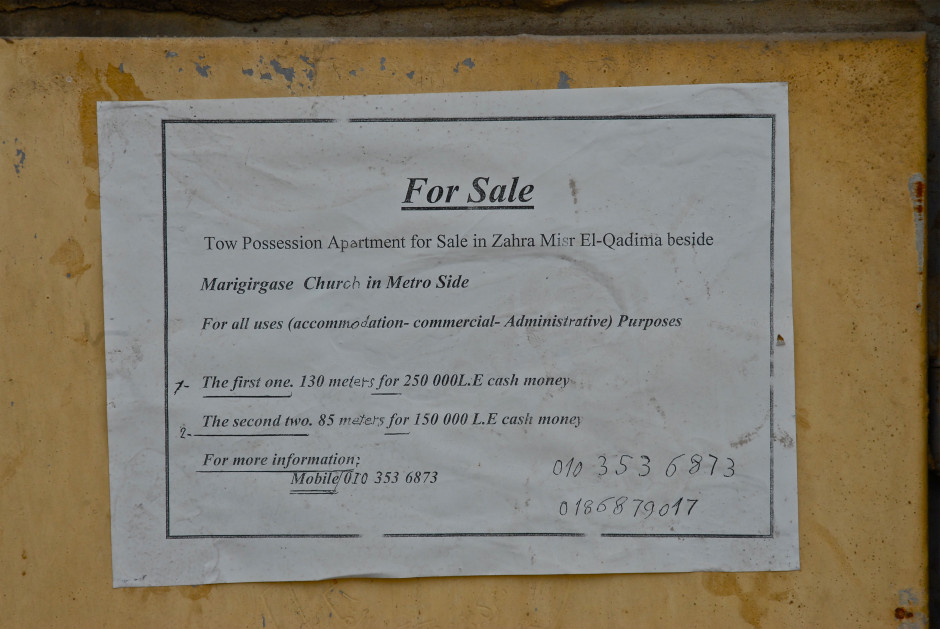 For Sale
Tow Possession Apartment for Sale in Zahra Misr El-Qadima beside
Marigirgase Church in Metro Side
For all uses (accommodation- commercial- Administrative) Purposes
1- The first one. 130 meters for 250 000L.E cash money
2- The second two. 85 meters for 150 000 L.E cash money
For more information;
Mobile/010 353 6873
010 353 6873
0186879017